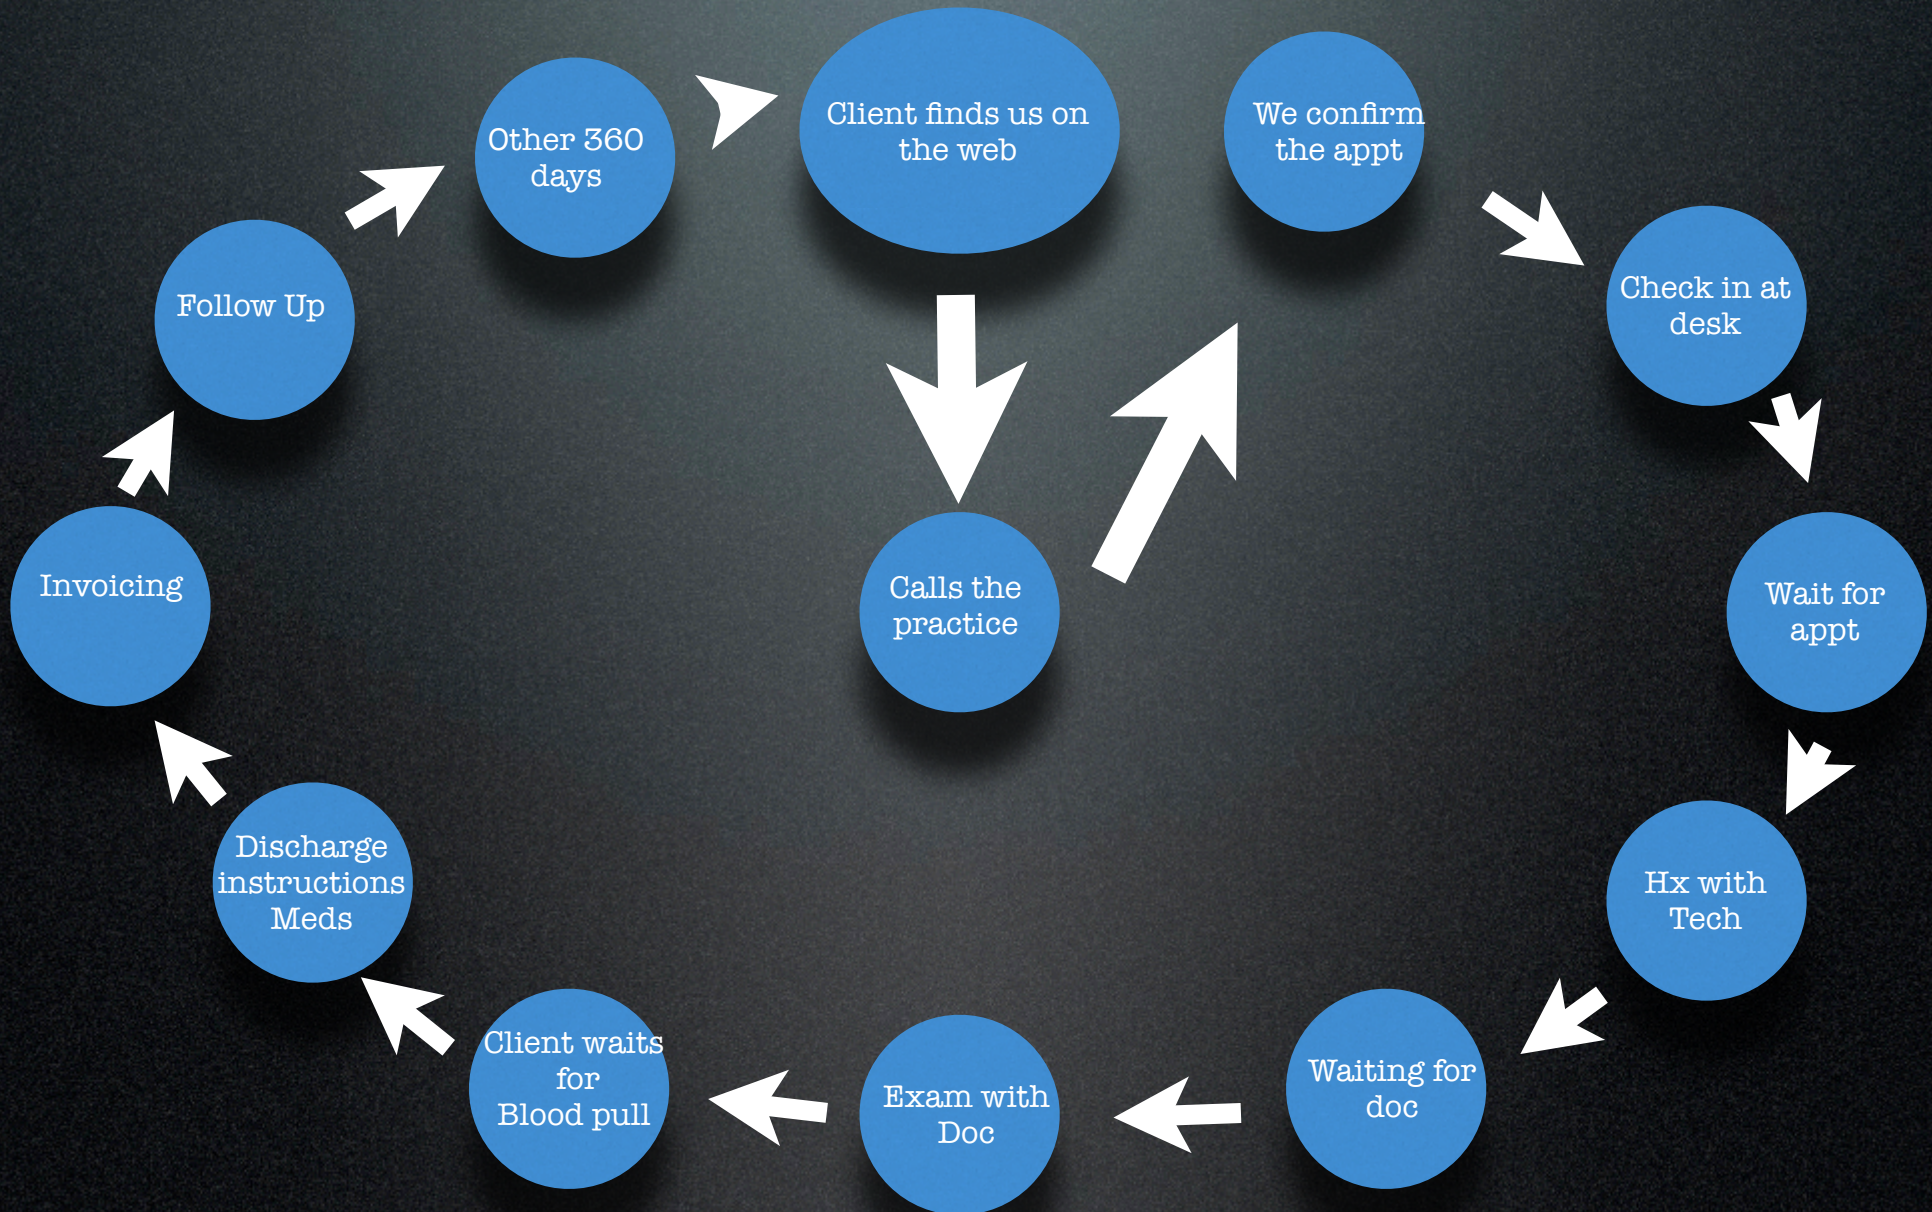 Client finds us on
the web
Calls the
practice
We confirm
the appt
Check in at
desk
Wait for
appt
Hx with
Tech
Waiting for
doc
Exam with
Doc
Client waits
for
Blood pull
Discharge
instructions
Meds
Invoicing
Follow Up
Other 360
days